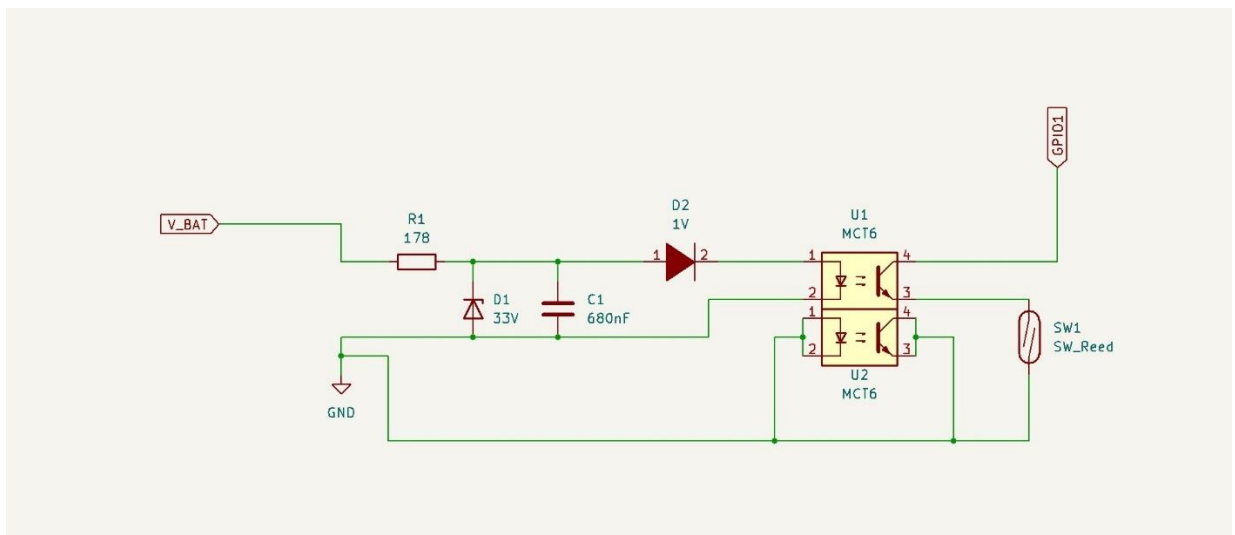 GPIO1
V_BAT
R1
178
D2
1V
1
2
U1
MCT6
1
4
2
3
D1
33V
C1
680nF
1
4
2
3
U2
MCT6
SW1
SW_Reed
GND